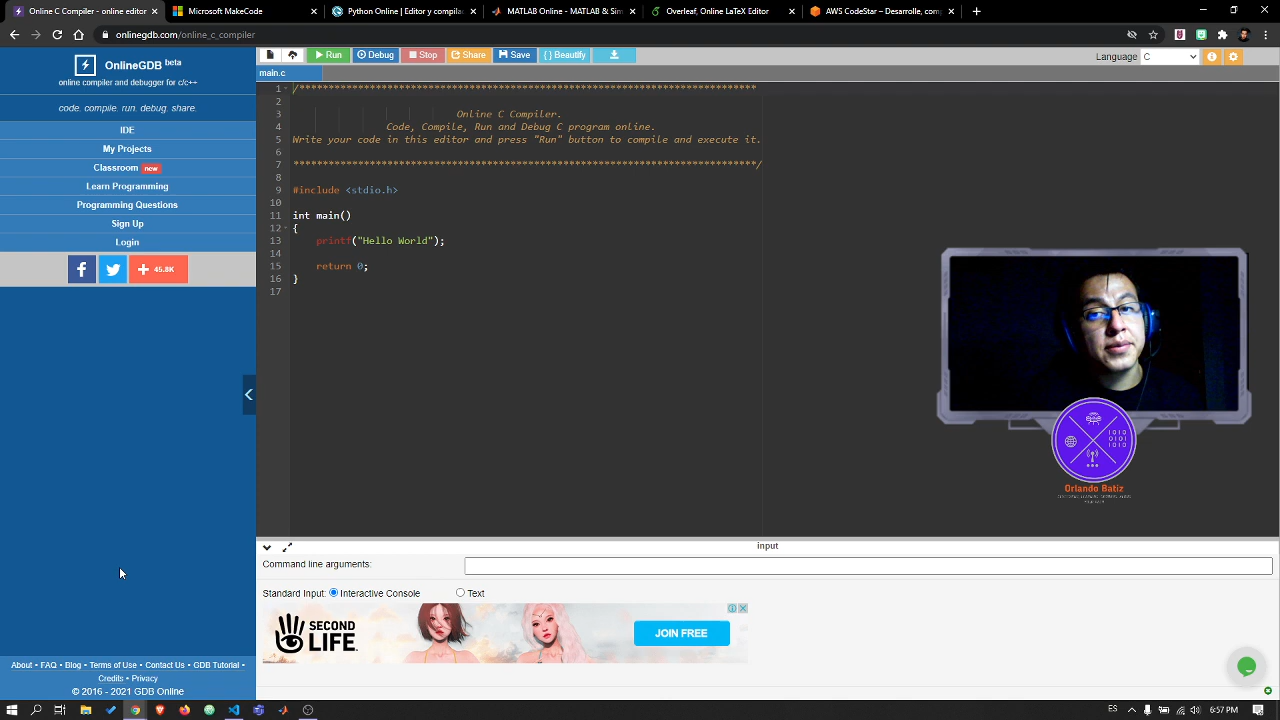 Online C Compiler - online editor
Microsoft MakeCode
Python Online | Editor y compilac
MATLAB Online - MATLAB & Sim
Overleaf, Online LaTeX Editor
AWS CodeStar – Desarrolle, comp
onlinegdb.com/online_c_compiler
OnlineGDB beta
online compiler and debugger for c/c++
code. compile. run. debug. share.
IDE
My Projects
Classroom new
Learn Programming
Programming Questions
Sign Up
Login
45.8K
Run Debug Stop Share Save { } Beautify
Language C
main.c
1 /******************************************************************************
2
3 Online C Compiler.
4 Code, Compile, Run and Debug C program online.
5 Write your code in this editor and press "Run" button to compile and execute it.
6
7 *******************************************************************************/
8
9 #include <stdio.h>
10
11 int main()
12 {
13 printf("Hello World");
14
15 return 0;
16 }
17
1010
0101
1010
Orlando Batiz
input
Command line arguments:
Standard Input: Interactive Console Text
SECOND
LIFE
JOIN FREE
About • FAQ • Blog • Terms of Use • Contact Us • GDB Tutorial •
Credits • Privacy
© 2016 - 2021 GDB Online
ES 6:57 PM